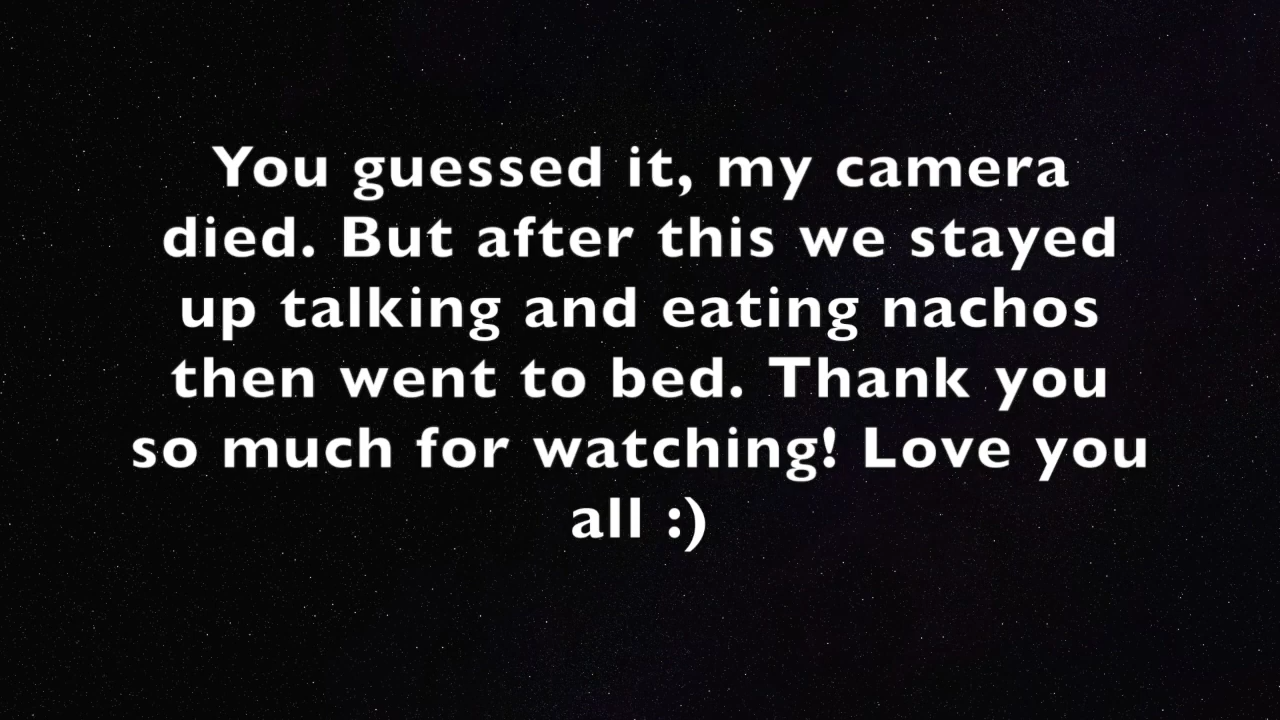 You guessed it, my camera
died. But after this we stayed
up talking and eating nachos
then went to bed. Thank you
so much for watching! Love you
all :)